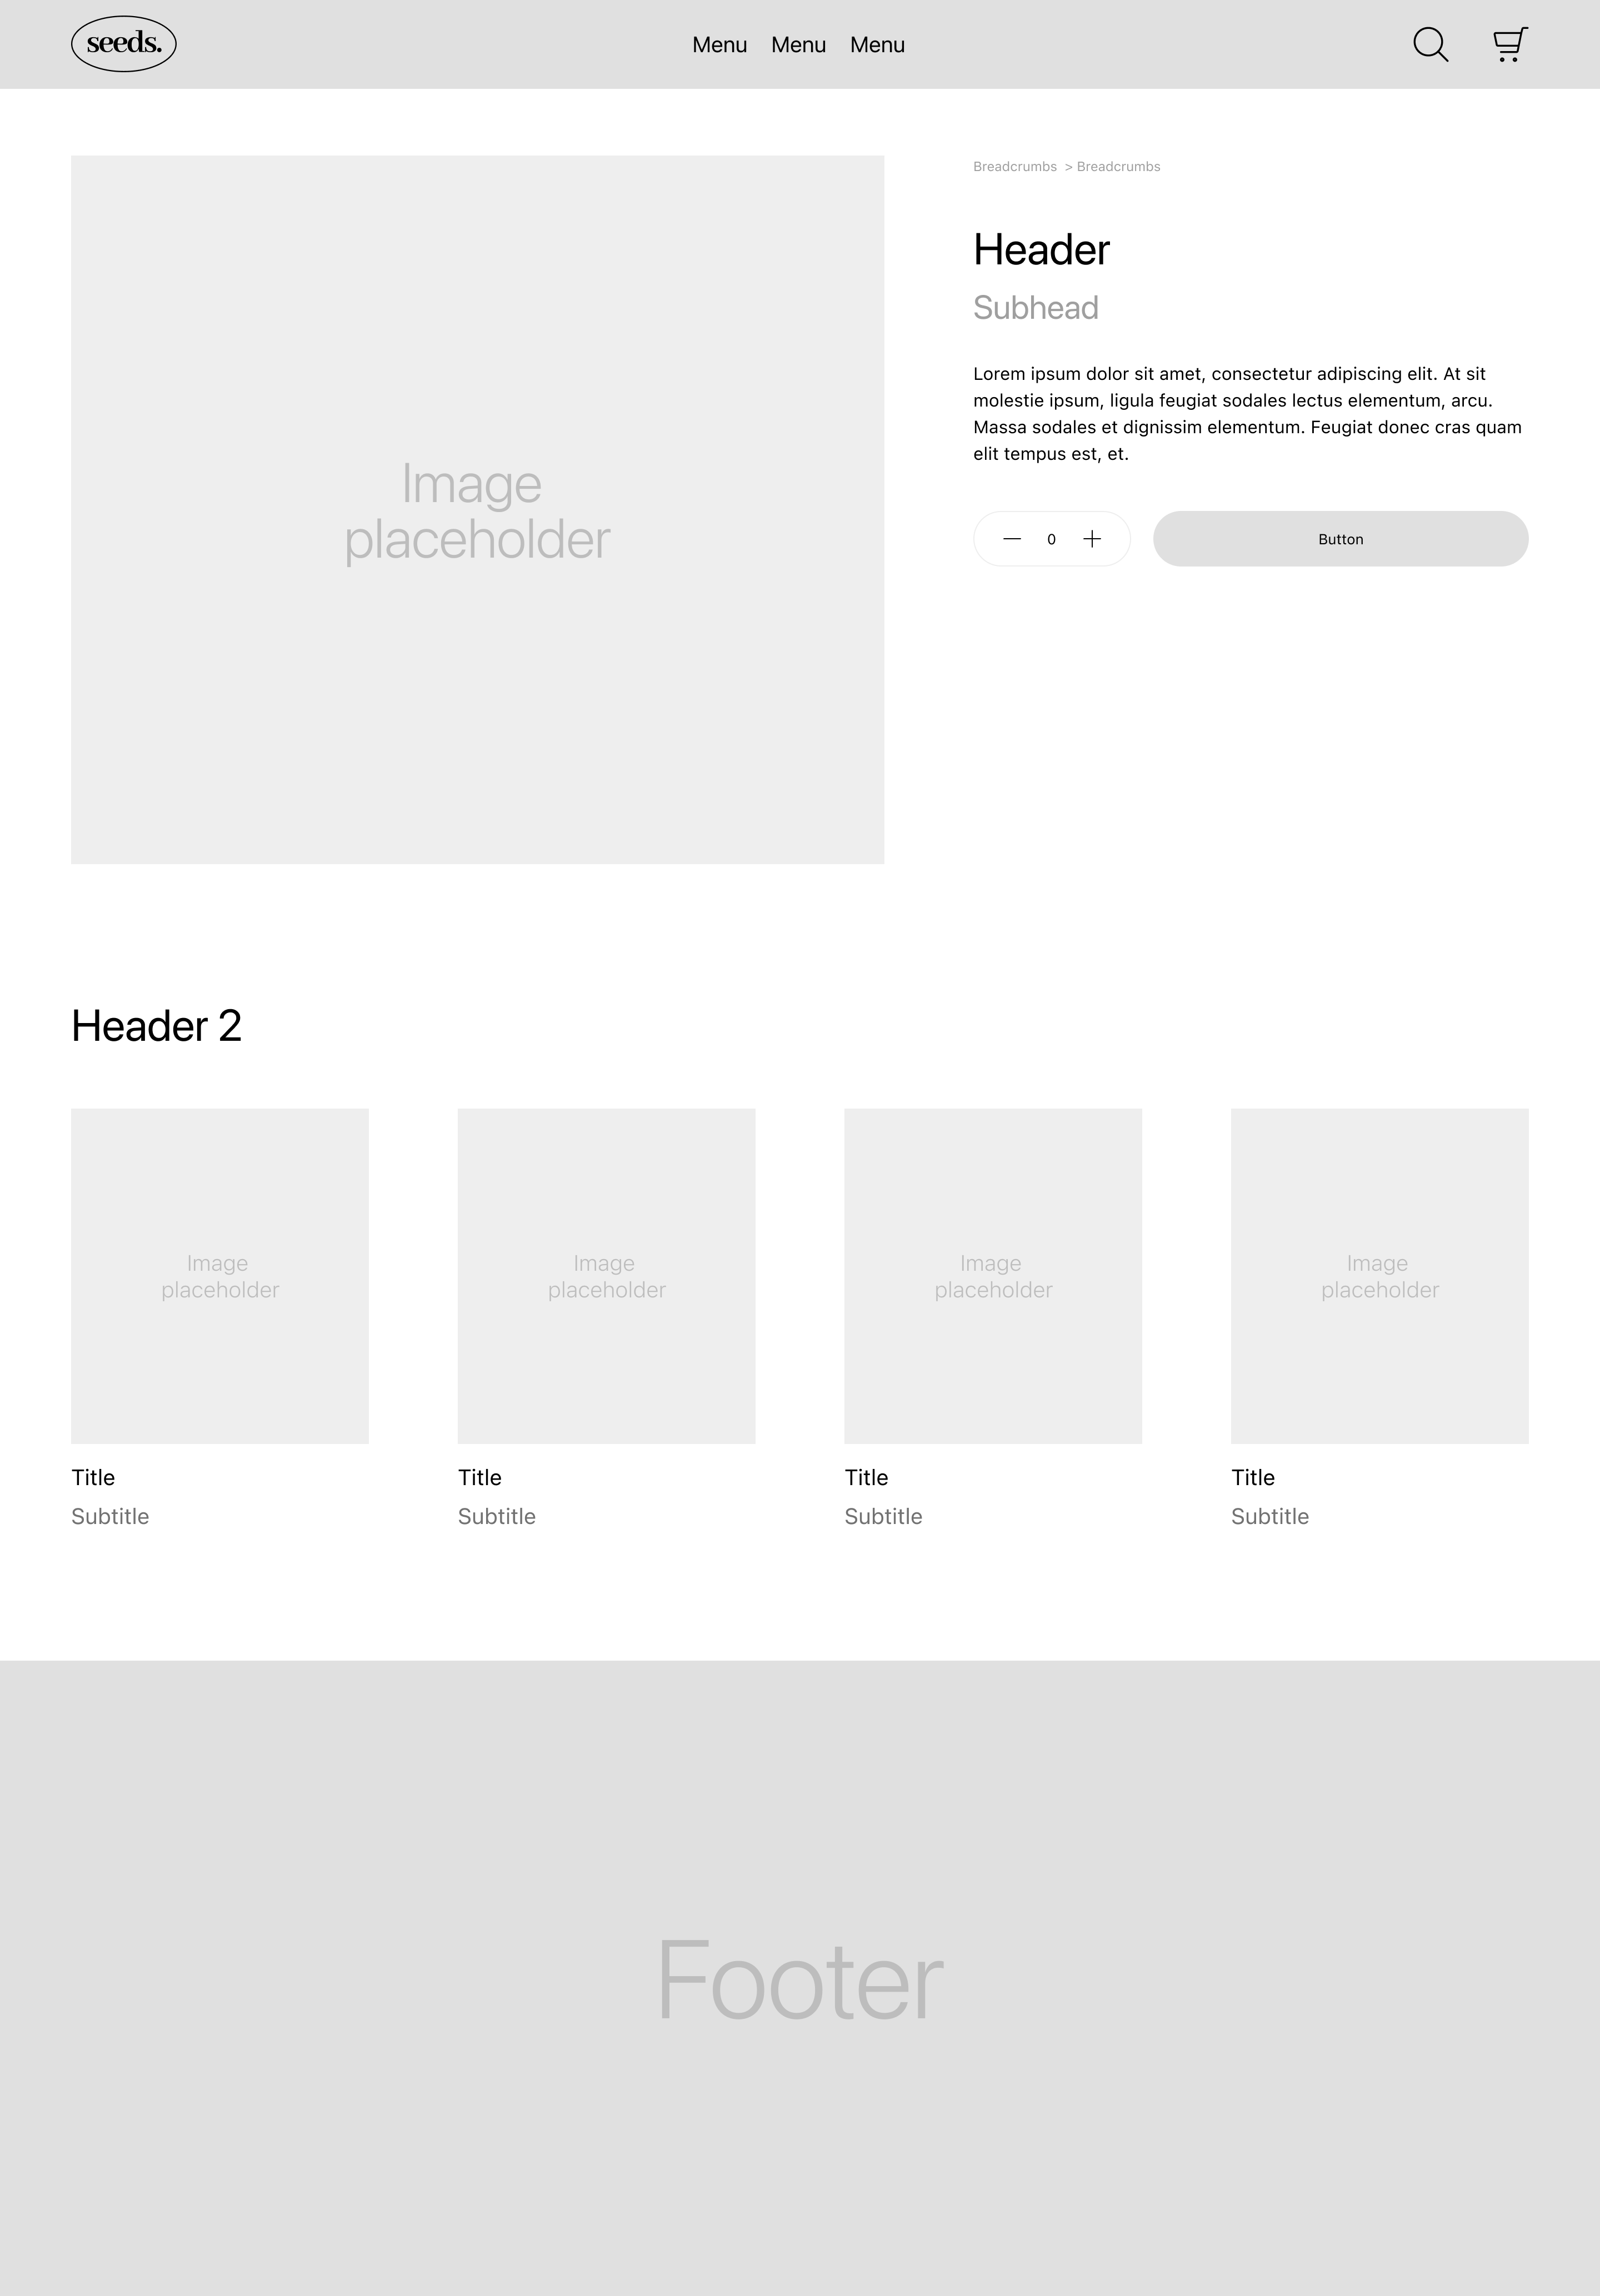 seeds.
Menu Menu Menu
Breadcrumbs > Breadcrumbs
Header
Subhead
Lorem ipsum dolor sit amet, consectetur adipiscing elit. At sit
molestie ipsum, ligula feugiat sodales lectus elementum, arcu.
Massa sodales et dignissim elementum. Feugiat donec cras quam
elit tempus est, et.
Image
placeholder
0
Button
Header 2
Image
placeholder
Title
Subtitle
Image
placeholder
Title
Subtitle
Image
placeholder
Title
Subtitle
Image
placeholder
Title
Subtitle
Footer